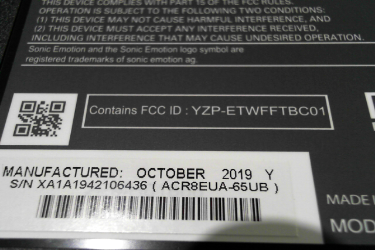 THIS DEVICE COMPLIES WITH PART 15 OF THE FCC RULES.
OPERATION IS SUBJECT TO THE FOLLOWING TWO CONDITIONS:
(1) THIS DEVICE MAY NOT CAUSE HARMFUL INTERFERENCE, AND
(2) THIS DEVICE MUST ACCEPT ANY INTERFERENCE RECEIVED,
INCLUDING INTERFERENCE THAT MAY CAUSE UNDESIRED OPERATION.
Sonic Emotion and the Sonic Emotion logo symbol are
registered trademarks of sonic emotion ag.
Contains FCC ID : YZP-ETWFFTBC01
MANUFACTURED: OCTOBER 2019 Y
S/N XA1A1942106436 ( ACR8EUA-65UB )
MADE
MOD